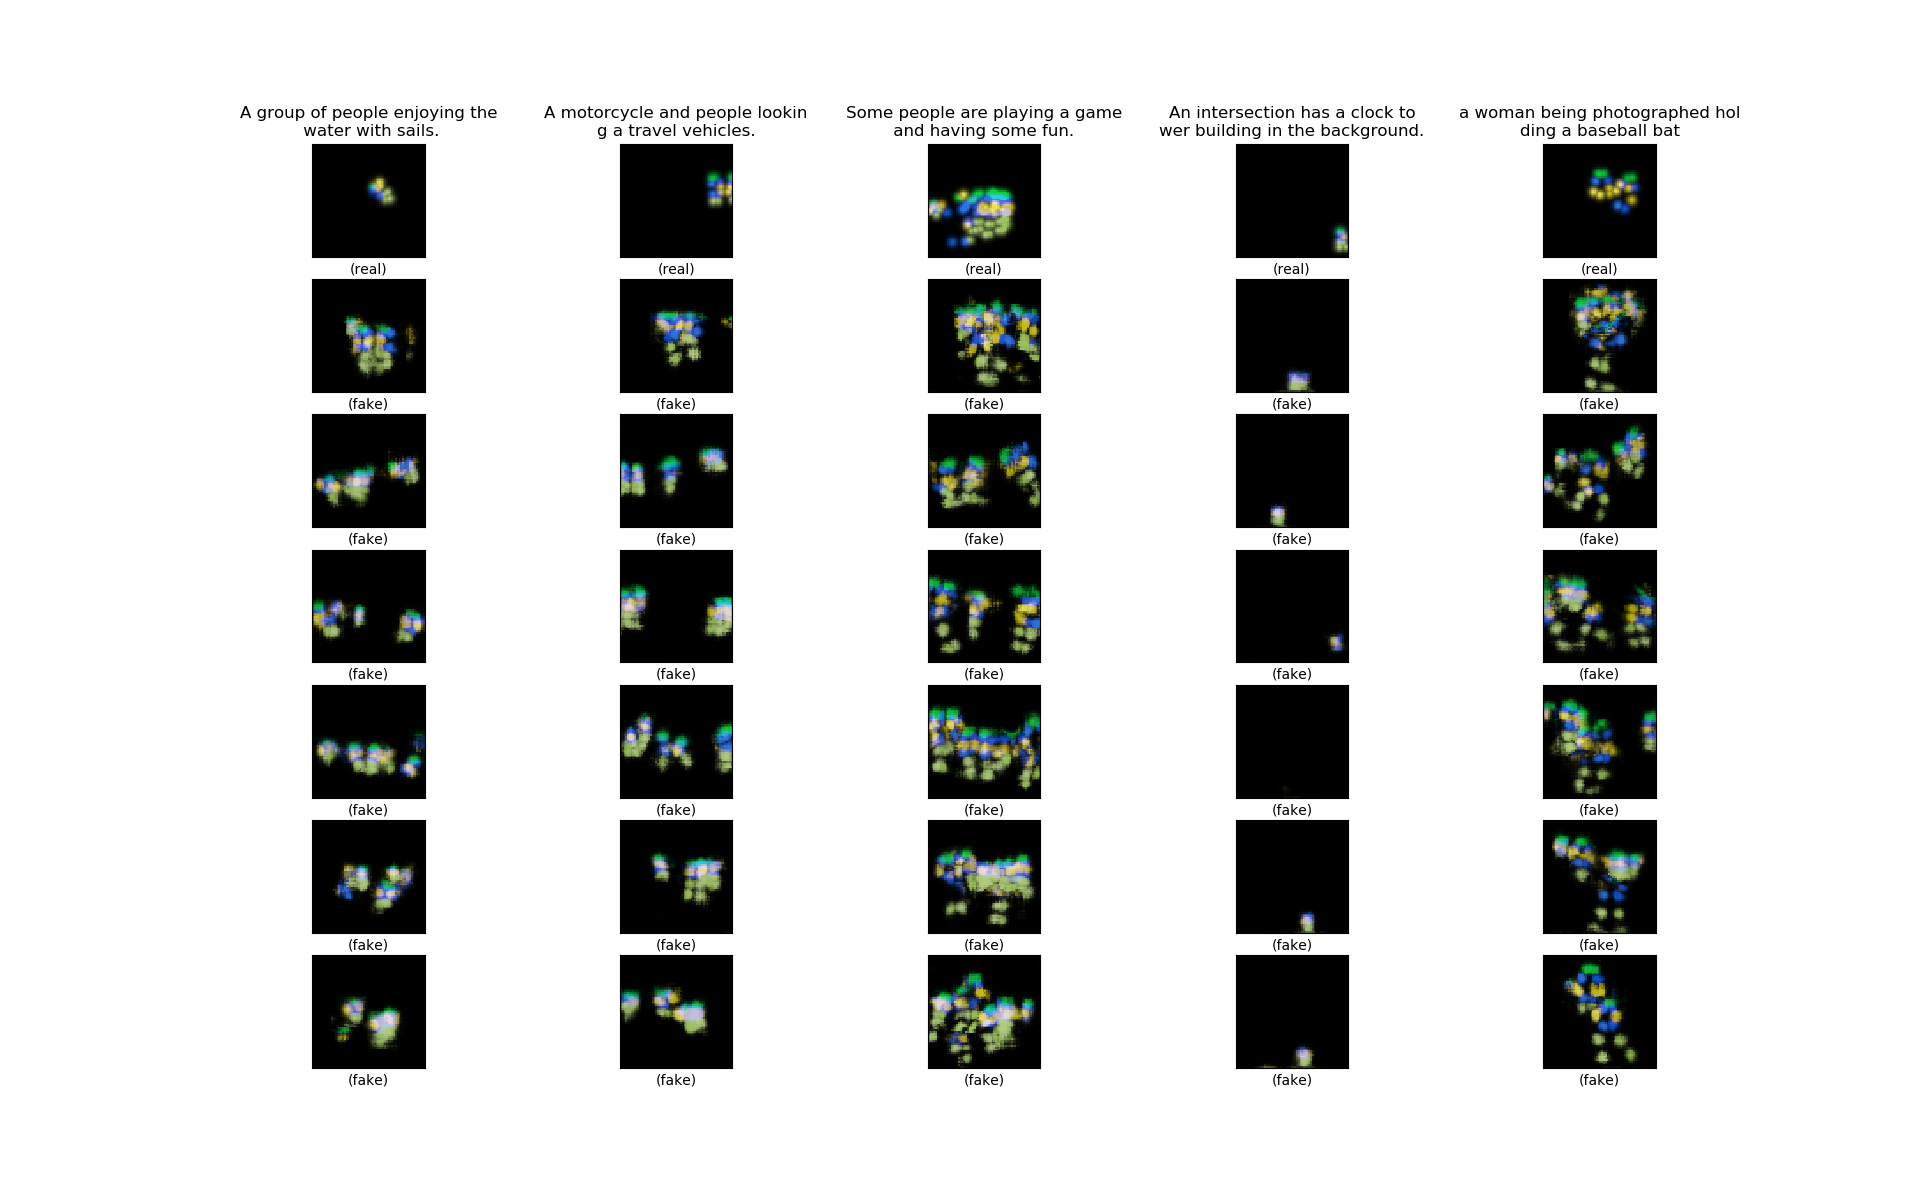 A group of people enjoying the
water with sails.
A motorcycle and people lookin
g a travel vehicles.
Some people are playing a game
and having some fun.
An intersection has a clock to
wer building in the background.
a woman being photographed hol
ding a baseball bat
(real) (real) (real) (real) (real)
(fake) (fake) (fake) (fake) (fake)
(fake) (fake) (fake) (fake) (fake)
(fake) (fake) (fake) (fake) (fake)
(fake) (fake) (fake) (fake) (fake)
(fake) (fake) (fake) (fake) (fake)
(fake) (fake) (fake) (fake) (fake)